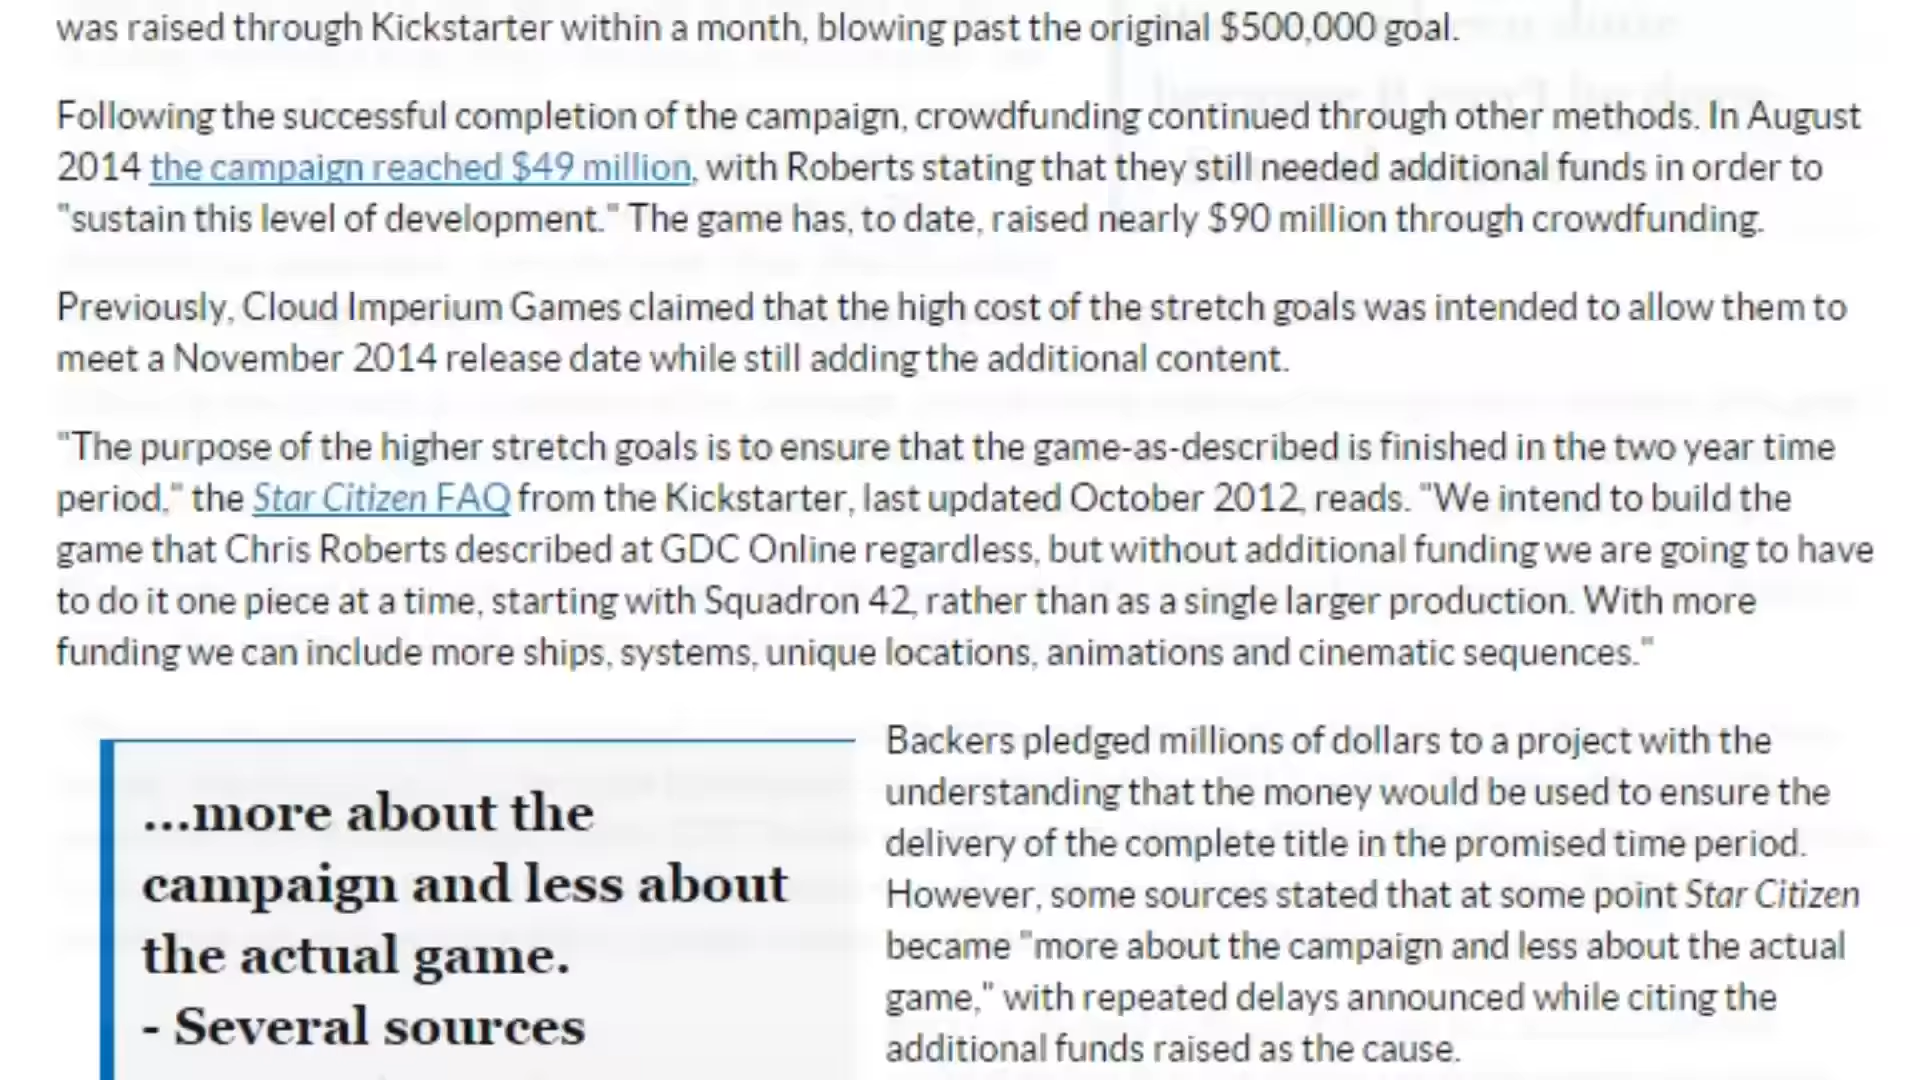 was raised through Kickstarter within a month, blowing past the original $500,000 goal.
Following the successful completion of the campaign, crowdfunding continued through other methods. In August
2014 the campaign reached $49 million, with Roberts stating that they still needed additional funds in order to
"sustain this level of development." The game has, to date, raised nearly $90 million through crowdfunding.
Previously, Cloud Imperium Games claimed that the high cost of the stretch goals was intended to allow them to
meet a November 2014 release date while still adding the additional content.
"The purpose of the higher stretch goals is to ensure that the game-as-described is finished in the two year time
period," the Star Citizen FAQ from the Kickstarter, last updated October 2012, reads. "We intend to build the
game that Chris Roberts described at GDC Online regardless, but without additional funding we are going to have
to do it one piece at a time, starting with Squadron 42, rather than as a single larger production. With more
funding we can include more ships, systems, unique locations, animations and cinematic sequences."
...more about the
campaign and less about
the actual game.
- Several sources
Backers pledged millions of dollars to a project with the
understanding that the money would be used to ensure the
delivery of the complete title in the promised time period.
However, some sources stated that at some point Star Citizen
became "more about the campaign and less about the actual
game," with repeated delays announced while citing the
additional funds raised as the cause.